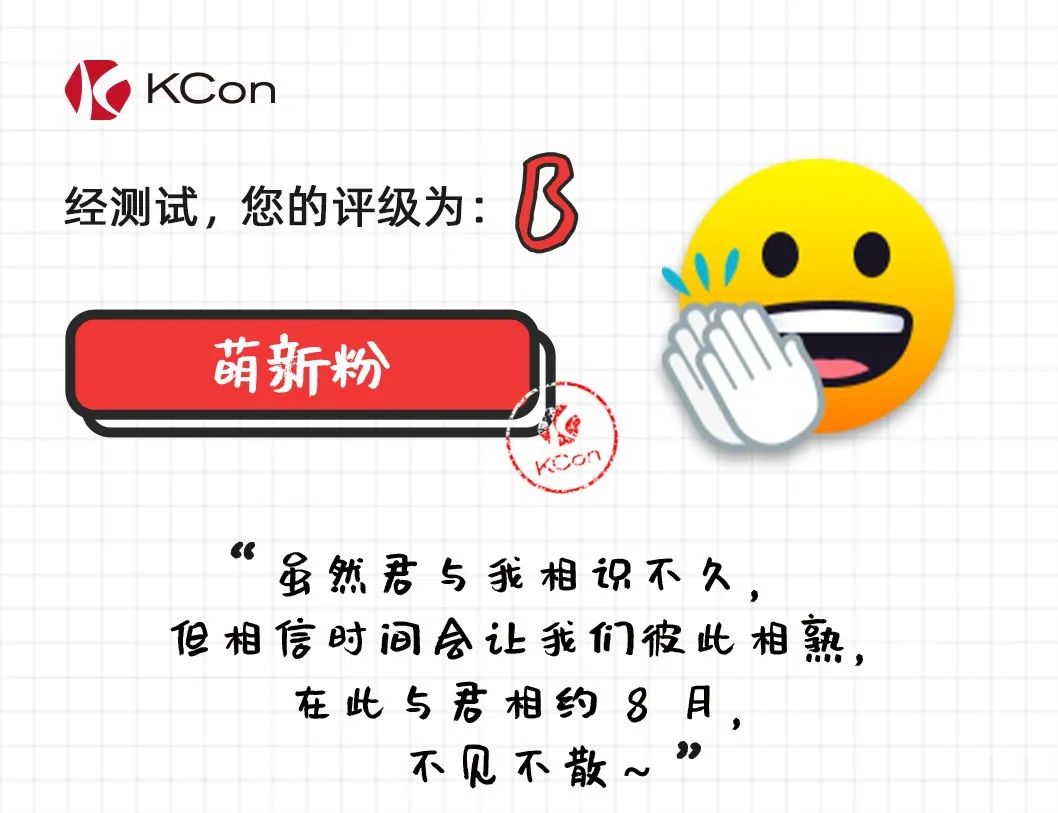 KCon
经测试，您的评级为：B
萌新粉
KCon
“虽然君与我相识不久，
但相信时间会让我们彼此相熟，
在此与君相约 8 月，
不见不散~”